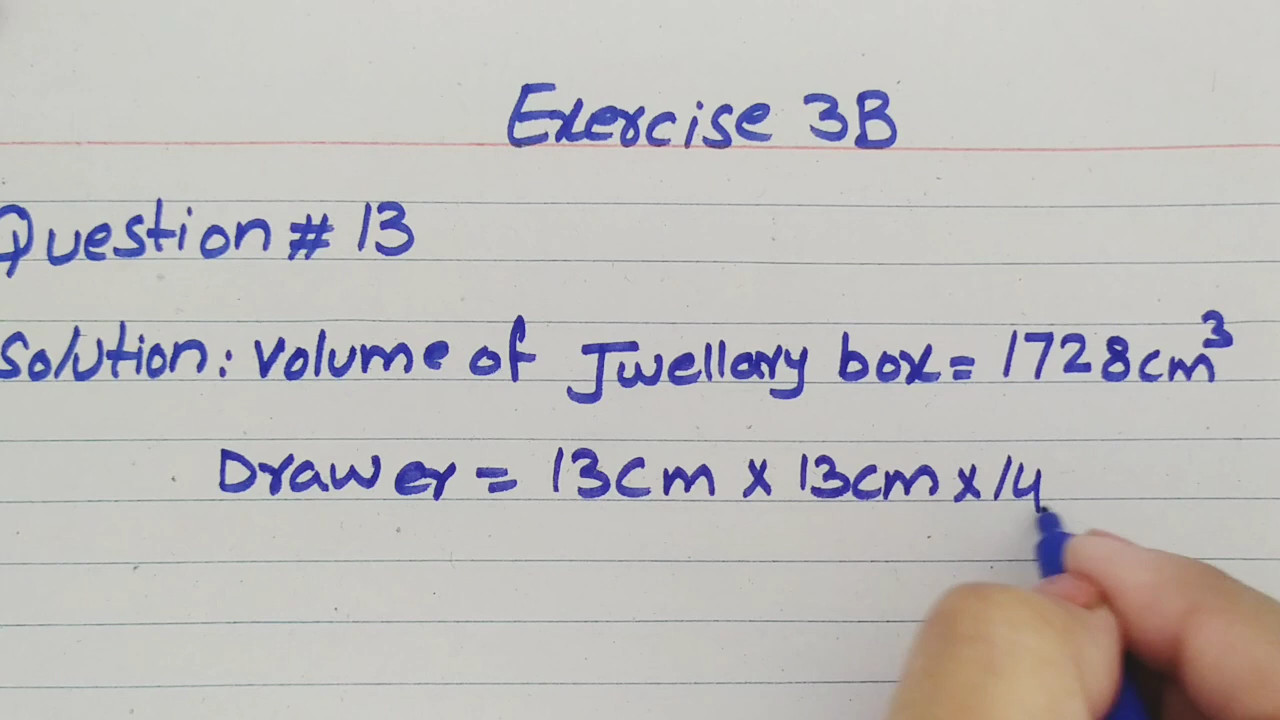 Exercise 3B
Question # 13
Solution: Volume of Jwellary box = 1728cm³
Drawer = 13cm x 13cm x 14